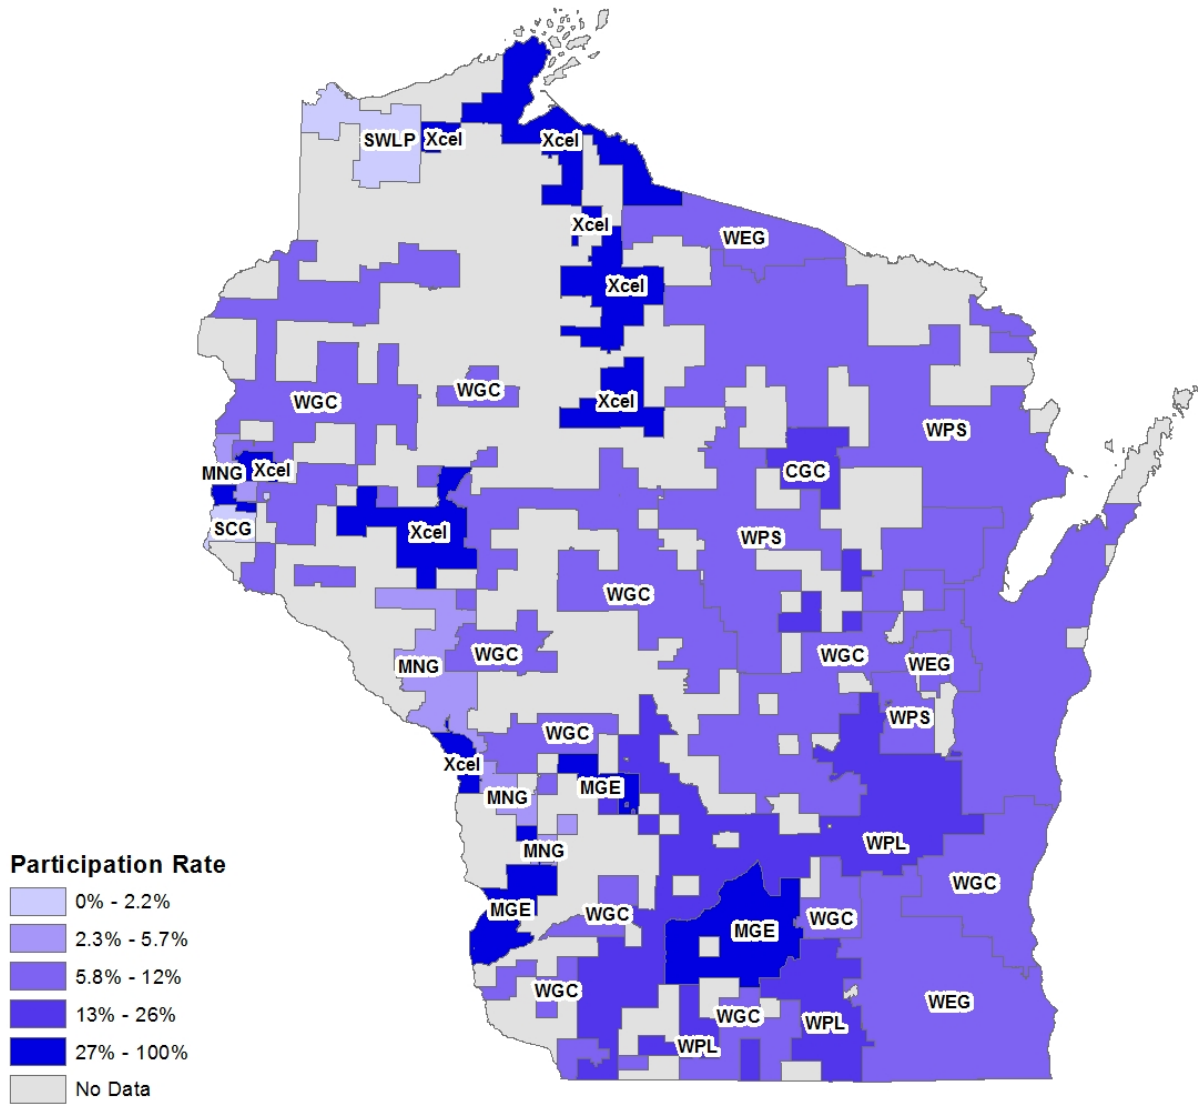 SWLP
Xcel
Xcel
Xcel
WEG
Xcel
WGC
WGC
Xcel
WPS
MNG
Xcel
CGC
SCG
Xcel
WPS
WGC
MNG
WGC
WGC
WEG
WPS
WGC
Xcel
MNG
MGE
WPL
MNG
WGC
MGE
WGC
MGE
WGC
WGC
WGC
WPL
WPL
WEG
Participation Rate
0% - 2.2%
2.3% - 5.7%
5.8% - 12%
13% - 26%
27% - 100%
No Data